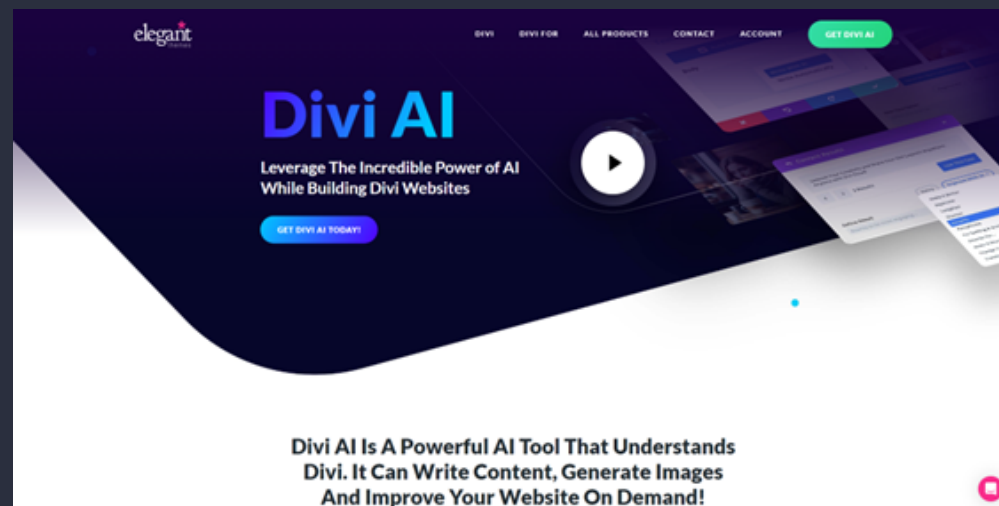 elegant
themes
DIVI
DIVI FOR
ALL PRODUCTS
CONTACT
ACCOUNT
GET DIVI AI
Divi AI
Leverage The Incredible Power of AI
While Building Divi Websites
GET DIVI AI TODAY!
Divi AI Is A Powerful AI Tool That Understands
Divi. It Can Write Content, Generate Images
And Improve Your Website On Demand!